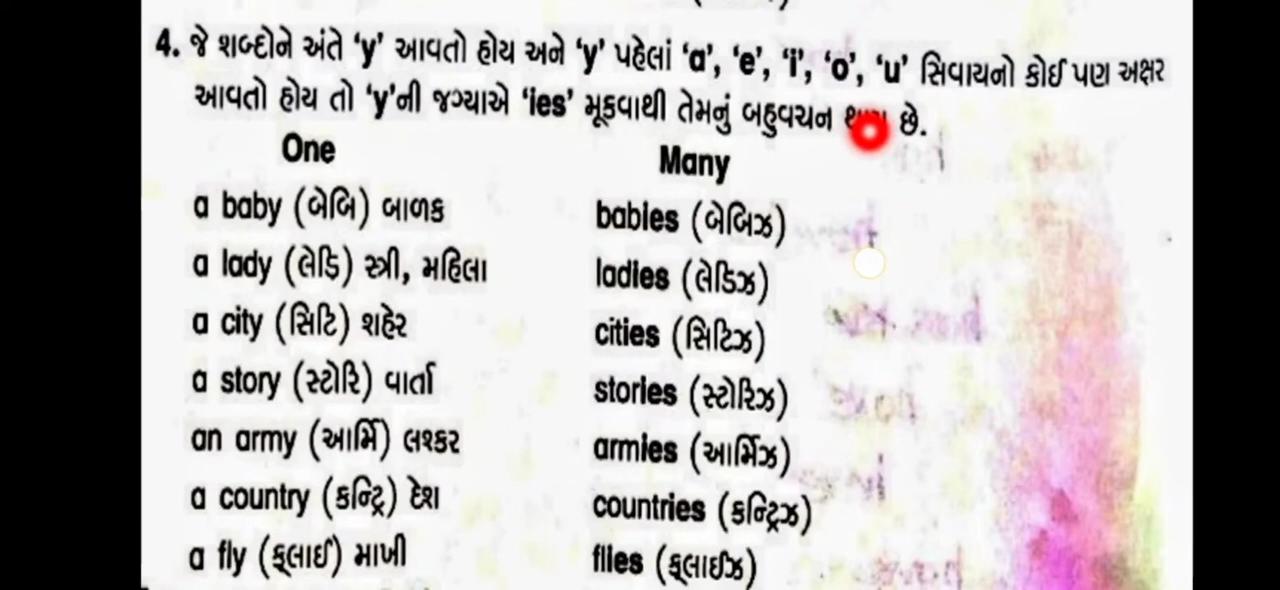 4. જે શબ્દોને અંતે ‘y’ આવતો હોય અને ‘y’ પહેલાં ‘a’, ‘e’, ‘i’, ‘o’, ‘u’ સિવાયનો કોઈ પણ અક્ષર
આવતો હોય તો ‘y’ની જગ્યાએ ‘ies’ મૂકવાથી તેમનું બહુવચન છે.
One Many
a baby (બેબિ) બાળક babies (બેબિઝ)
a lady (લેડિ) સ્ત્રી, મહિલા ladies (લેડિઝ)
a city (સિટિ) શહેર cities (સિટિઝ)
a story (સ્ટોરિ) વાર્તા stories (સ્ટોરિઝ)
an army (આર્મિ) લશ્કર armies (આર્મિઝ)
a country (કન્ટ્રિ) દેશ countries (કન્ટ્રિઝ)
a fly (ફ્લાઈ) માખી flies (ફ્લાઈઝ)